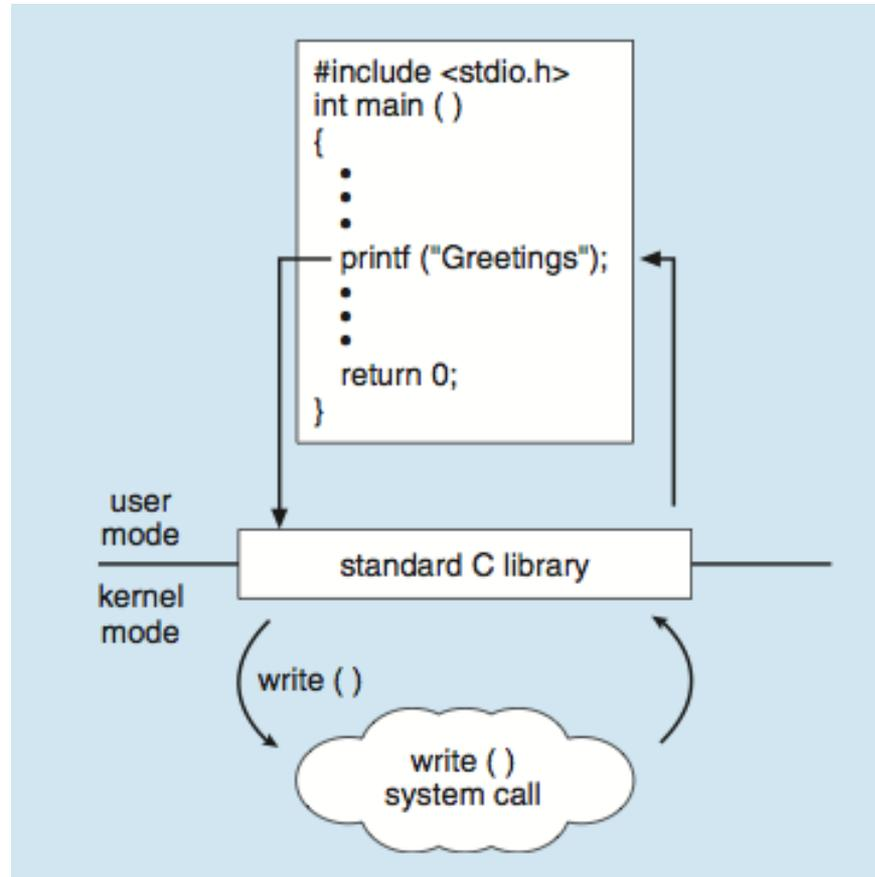 #include <stdio.h>
int main ( )
{
•
•
•
printf ("Greetings");
•
•
•
return 0;
}
user
mode
standard C library
kernel
mode
write ( )
write ( )
system call